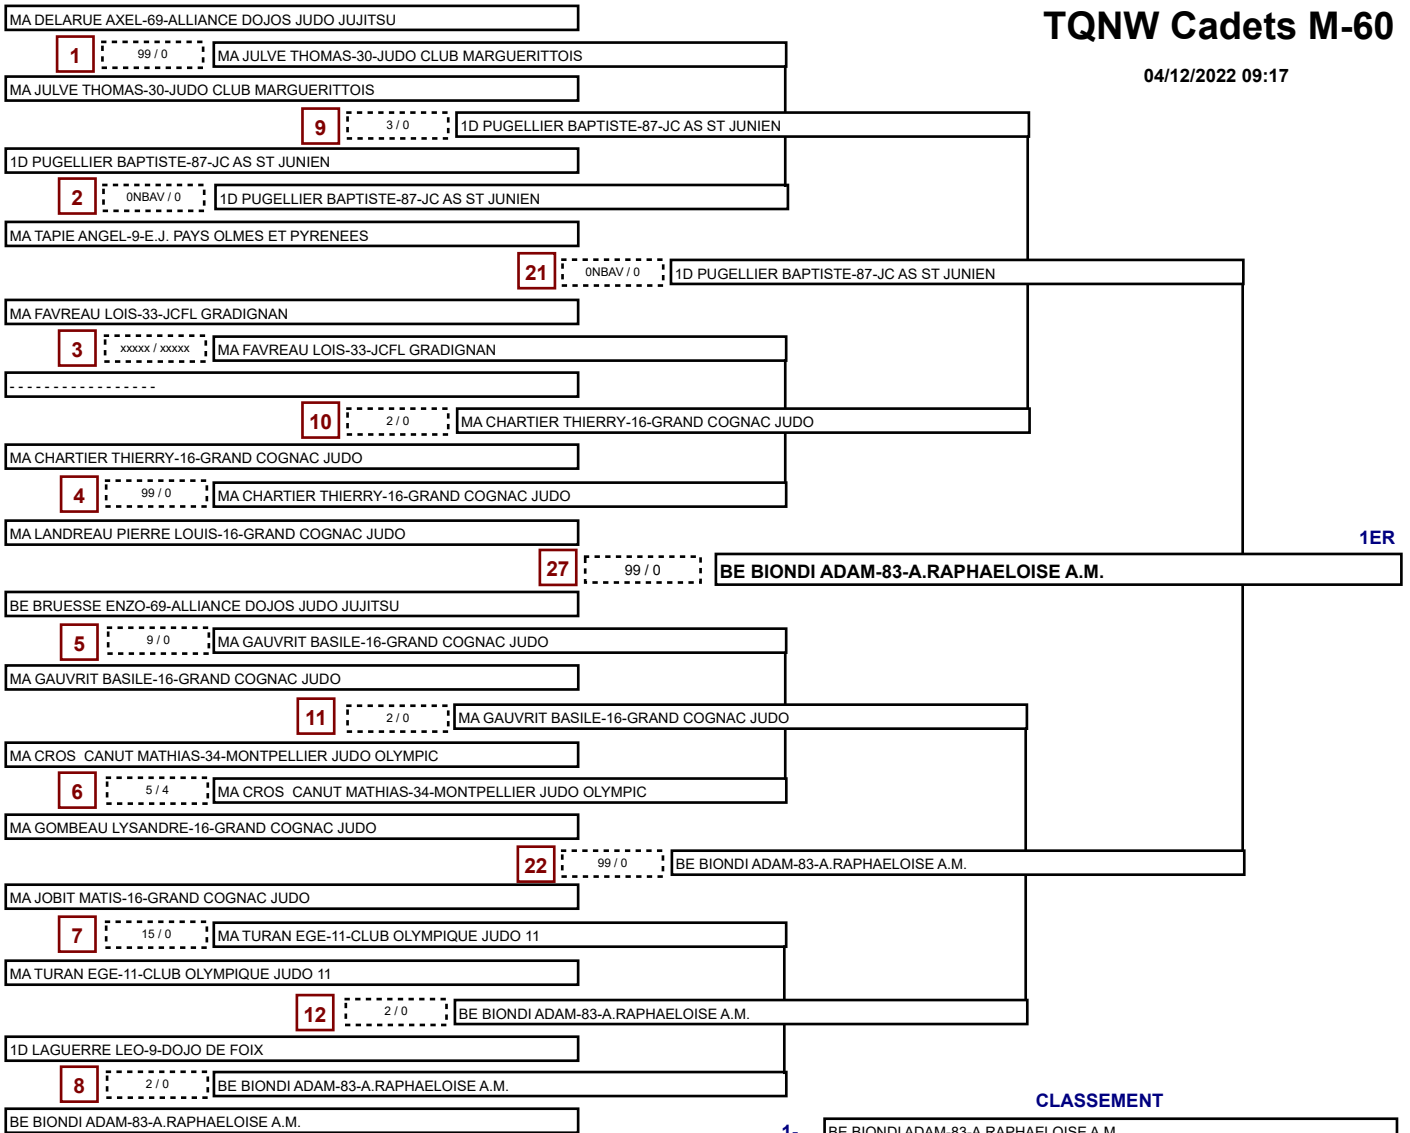 MA DELARUE AXEL-69-ALLIANCE DOJOS JUDO JUJITSU
TQNW Cadets M-60
1 99 / 0 MA JULVE THOMAS-30-JUDO CLUB MARGUERITTOIS
04/12/2022 09:17
MA JULVE THOMAS-30-JUDO CLUB MARGUERITTOIS
9 3 / 0 1D PUGELLIER BAPTISTE-87-JC AS ST JUNIEN
1D PUGELLIER BAPTISTE-87-JC AS ST JUNIEN
2 0NBAV / 0 1D PUGELLIER BAPTISTE-87-JC AS ST JUNIEN
MA TAPIE ANGEL-9-E.J. PAYS OLMES ET PYRENEES
21 0NBAV / 0 1D PUGELLIER BAPTISTE-87-JC AS ST JUNIEN
MA FAVREAU LOIS-33-JCFL GRADIGNAN
3 xxxxx / xxxxx MA FAVREAU LOIS-33-JCFL GRADIGNAN
- - - - - - - - - - - - - - - - -
10 2 / 0 MA CHARTIER THIERRY-16-GRAND COGNAC JUDO
MA CHARTIER THIERRY-16-GRAND COGNAC JUDO
4 99 / 0 MA CHARTIER THIERRY-16-GRAND COGNAC JUDO
MA LANDREAU PIERRE LOUIS-16-GRAND COGNAC JUDO
1ER
27 99 / 0 BE BIONDI ADAM-83-A.RAPHAELOISE A.M.
BE BRUESSE ENZO-69-ALLIANCE DOJOS JUDO JUJITSU
5 9 / 0 MA GAUVRIT BASILE-16-GRAND COGNAC JUDO
MA GAUVRIT BASILE-16-GRAND COGNAC JUDO
11 2 / 0 MA GAUVRIT BASILE-16-GRAND COGNAC JUDO
MA CROS  CANUT MATHIAS-34-MONTPELLIER JUDO OLYMPIC
6 5 / 4 MA CROS  CANUT MATHIAS-34-MONTPELLIER JUDO OLYMPIC
MA GOMBEAU LYSANDRE-16-GRAND COGNAC JUDO
22 99 / 0 BE BIONDI ADAM-83-A.RAPHAELOISE A.M.
MA JOBIT MATIS-16-GRAND COGNAC JUDO
7 15 / 0 MA TURAN EGE-11-CLUB OLYMPIQUE JUDO 11
MA TURAN EGE-11-CLUB OLYMPIQUE JUDO 11
12 2 / 0 BE BIONDI ADAM-83-A.RAPHAELOISE A.M.
1D LAGUERRE LEO-9-DOJO DE FOIX
8 2 / 0 BE BIONDI ADAM-83-A.RAPHAELOISE A.M.
CLASSEMENT
BE BIONDI ADAM-83-A.RAPHAELOISE A.M.
1- BE BIONDI ADAM-83-A.RAPHAELOISE A.M.